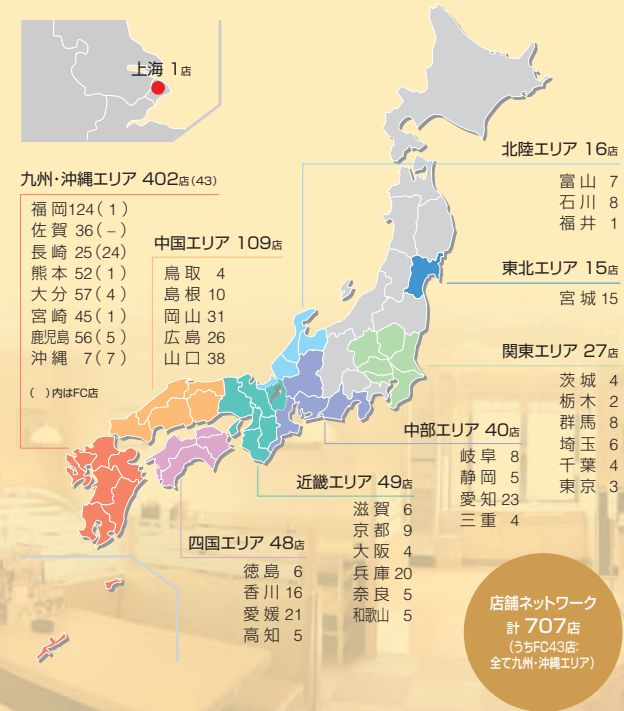 上海 1店
九州・沖縄エリア 402店(43)
福岡124( 1 )
佐賀 36( − )
長崎 25(24)
熊本 52( 1 )
大分 57( 4 )
宮崎 45( 1 )
鹿児島 56( 5 )
沖縄 7( 7 )
( )内はFC店
中国エリア 109店
鳥取 4
島根 10
岡山 31
広島 26
山口 38
北陸エリア 16店
富山 7
石川 8
福井 1
東北エリア 15店
宮城 15
関東エリア 27店
茨城 4
栃木 2
群馬 8
埼玉 6
千葉 4
東京 3
中部エリア 40店
岐阜 8
静岡 5
愛知 23
三重 4
近畿エリア 49店
滋賀 6
京都 9
大阪 4
兵庫 20
奈良 5
和歌山 5
四国エリア 48店
徳島 6
香川 16
愛媛 21
高知 5
店舗ネットワーク
計 707店
(うちFC43店:
全て九州・沖縄エリア)